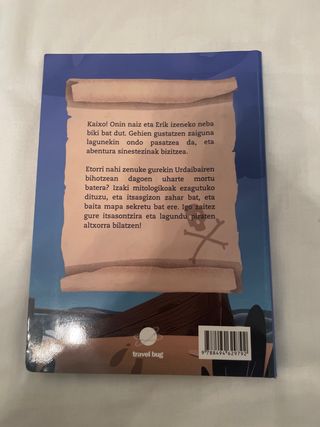 Kaixo! Onin naiz eta Erik izeneko neba
biki bat dut. Gehien gustatzen zaiguna
lagunekin ondo pasatzea da, eta
abentura sinestezinak bizitzea.
Etorri nahi zenuke gurekin Urdaibairen
bihotzean dagoen uharte mortu
batera? Izaki mitologikoak ezagutuko
dituzu, eta itsasgizon zahar bat, eta
baita mapa sekretu bat ere. Igo zaitez
gure itsasontzira eta lagundu piraten
altxorra bilatzen!
travel bug
9 788494 629792